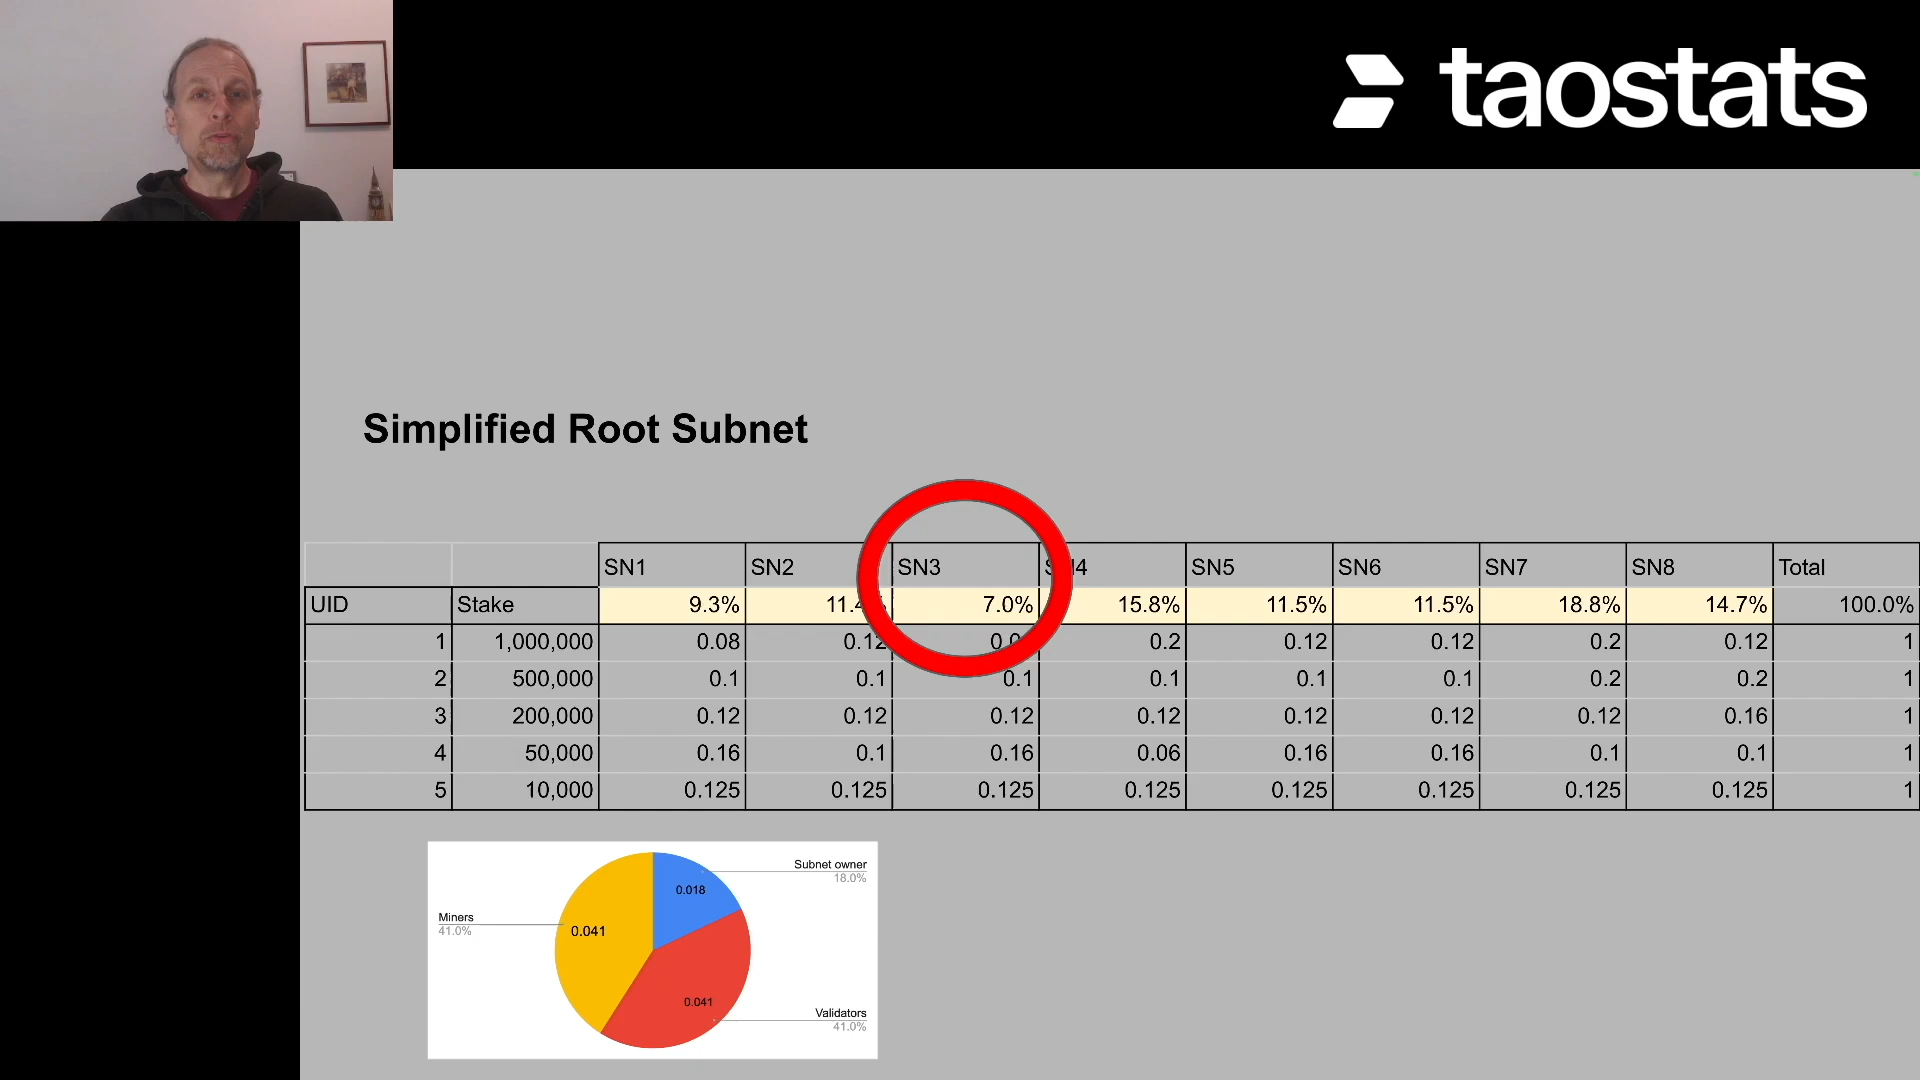 taostats
Simplified Root Subnet
SN1 SN2 SN3 SN5 SN6 SN7 SN8 Total
UID Stake 9.3% 7.0% 15.8% 11.5% 11.5% 18.8% 14.7% 100.0%
1 1,000,000 0.08 0.12 0.2 0.12 0.12 0.2 0.12 1
2 500,000 0.1 0.1 0.1 0.1 0.1 0.1 0.2 0.2 1
3 200,000 0.12 0.12 0.12 0.12 0.12 0.12 0.12 0.16 1
4 50,000 0.16 0.1 0.16 0.06 0.16 0.16 0.1 0.1 1
5 10,000 0.125 0.125 0.125 0.125 0.125 0.125 0.125 0.125 1
Subnet owner
18.0%
0.018
Miners
41.0%
0.041
0.041
Validators
41.0%